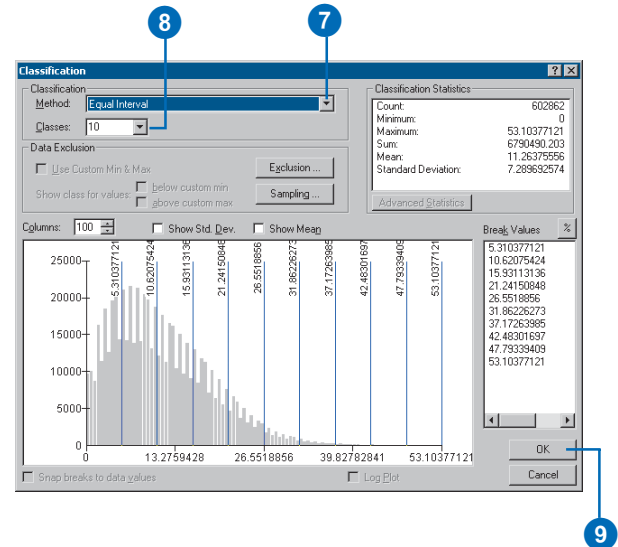 8
7
Classification
Classification
Method: Equal Interval
Classes: 10
Classification Statistics
Count: 602862
Minimum: 0
Maximum: 53.10377121
Sum: 6790490.203
Mean: 11.26375556
Standard Deviation: 7.289692574
Advanced Statistics
Data Exclusion
Use Custom Min & Max
Exclusion ...
Show class for values:
below custom min
above custom max
Sampling ...
Columns: 100
Show Std. Dev.
Show Mean
Break Values
%
5.310377121
10.62075424
15.93113136
21.24150848
26.5518856
31.86226273
37.17263985
42.48301697
47.79339409
53.10377121
25000
20000
15000
10000
5000
0
5.310377121
10.62075424
15.93113136
21.24150848
26.5518856
31.86226273
37.17263985
42.48301697
47.79339409
53.10377121
0
13.2759428
26.5518856
39.82782841
53.10377121
Snap breaks to data values
Log Plot
OK
Cancel
9